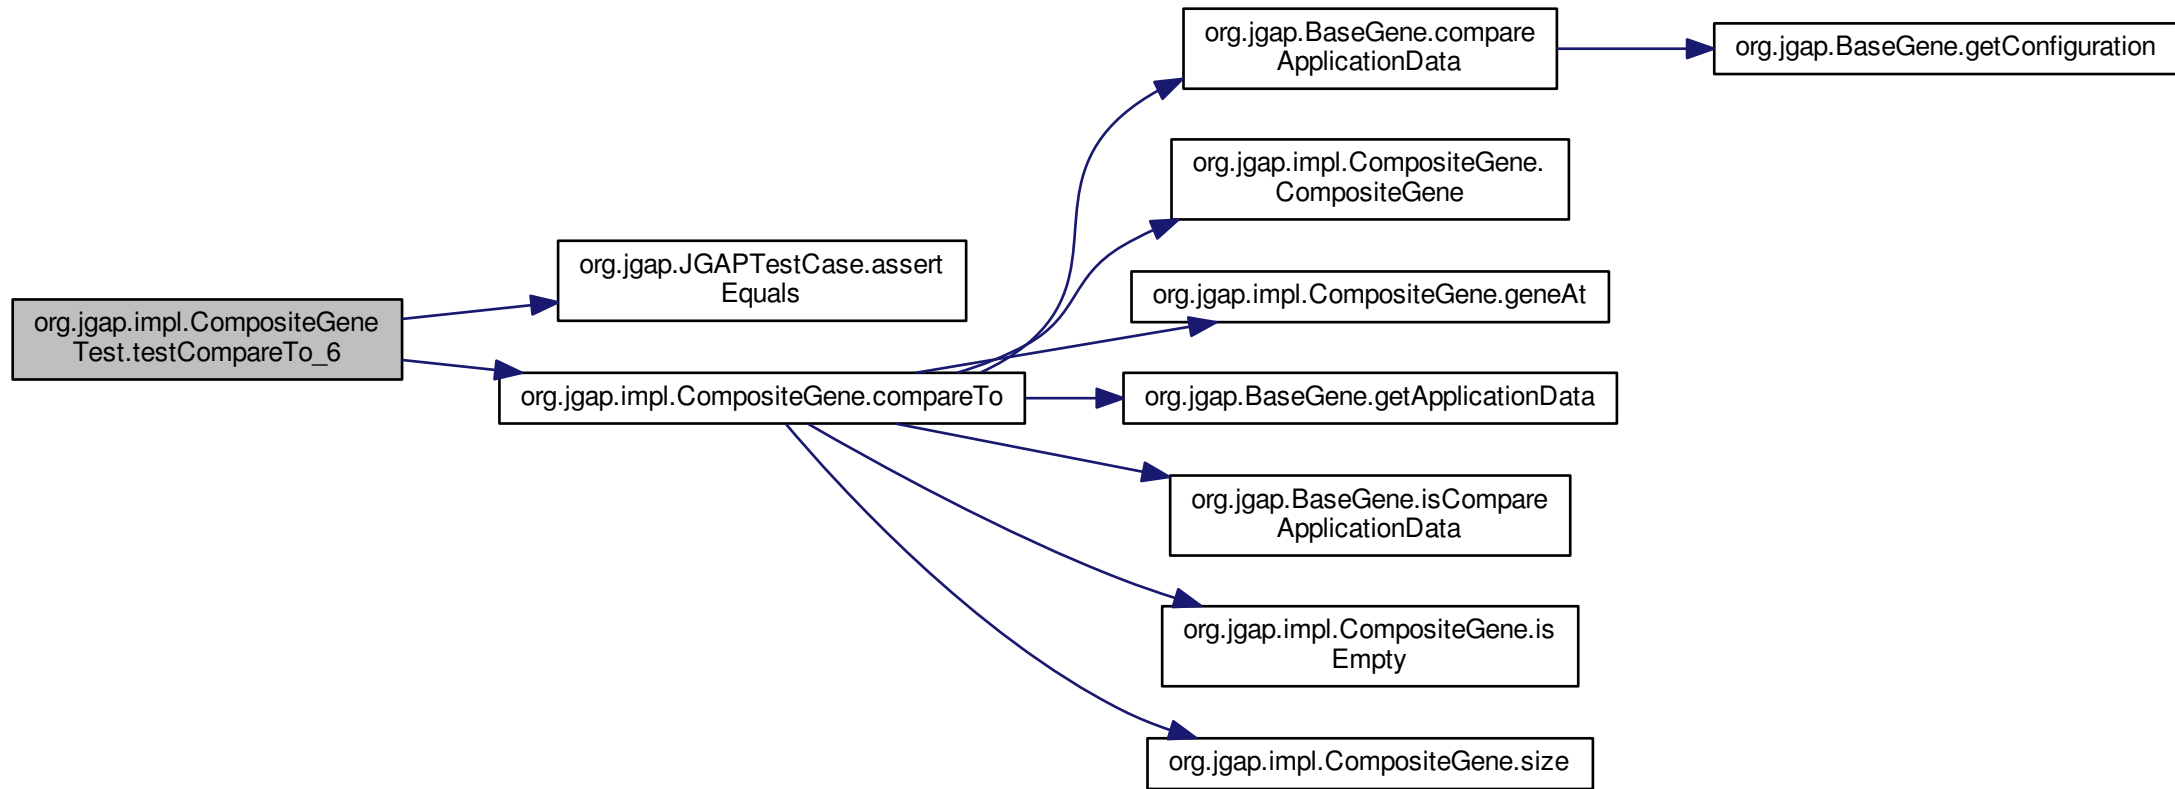 org.jgap.impl.CompositeGene
Test.testCompareTo_6
org.jgap.JGAPTestCase.assert
Equals
org.jgap.impl.CompositeGene.compareTo
org.jgap.BaseGene.compare
ApplicationData
org.jgap.BaseGene.getConfiguration
org.jgap.impl.CompositeGene.
CompositeGene
org.jgap.impl.CompositeGene.geneAt
org.jgap.BaseGene.getApplicationData
org.jgap.BaseGene.isCompare
ApplicationData
org.jgap.impl.CompositeGene.is
Empty
org.jgap.impl.CompositeGene.size